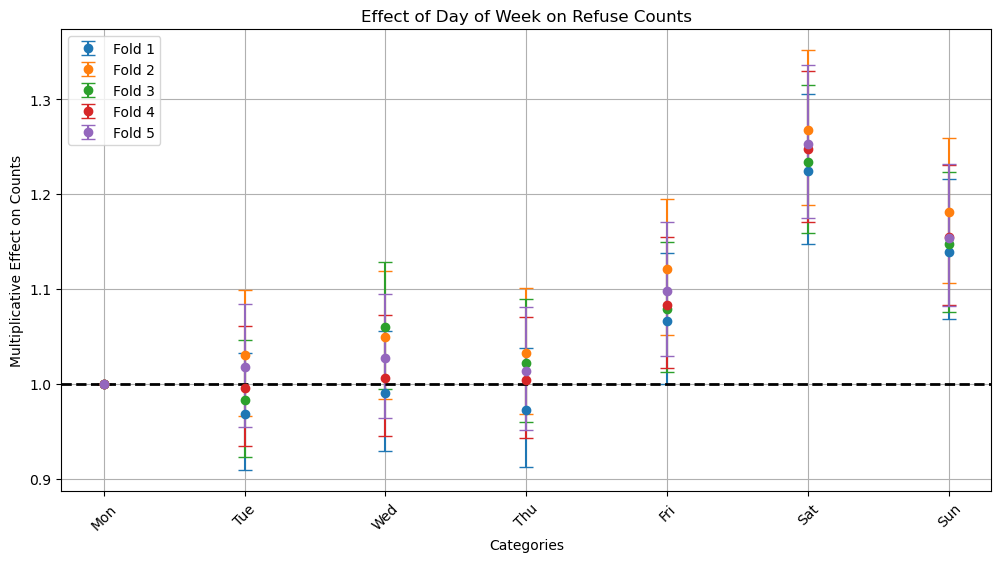 Effect of Day of Week on Refuse Counts
Fold 1
Fold 2
Fold 3
Fold 4
Fold 5
Multiplicative Effect on Counts
1.3
1.2
1.1
1.0
0.9
Mon
Tue
Wed
Thu
Fri
Sat
Sun
Categories